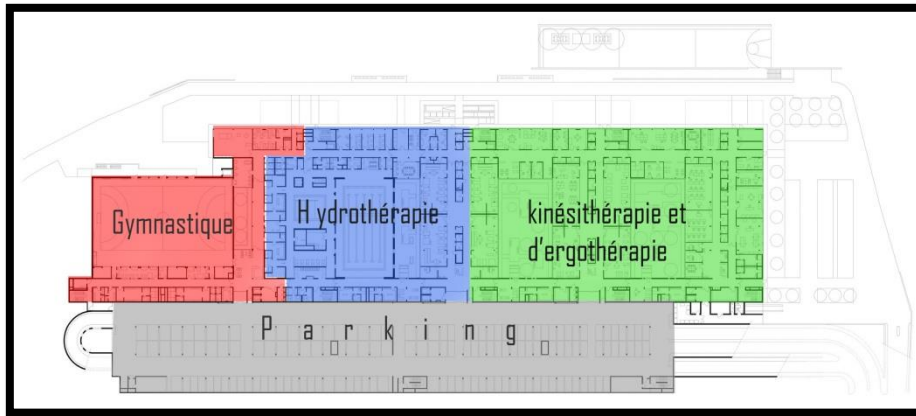 Gymnastique
Hydrothérapie
kinésithérapie et
d'ergothérapie
Parking